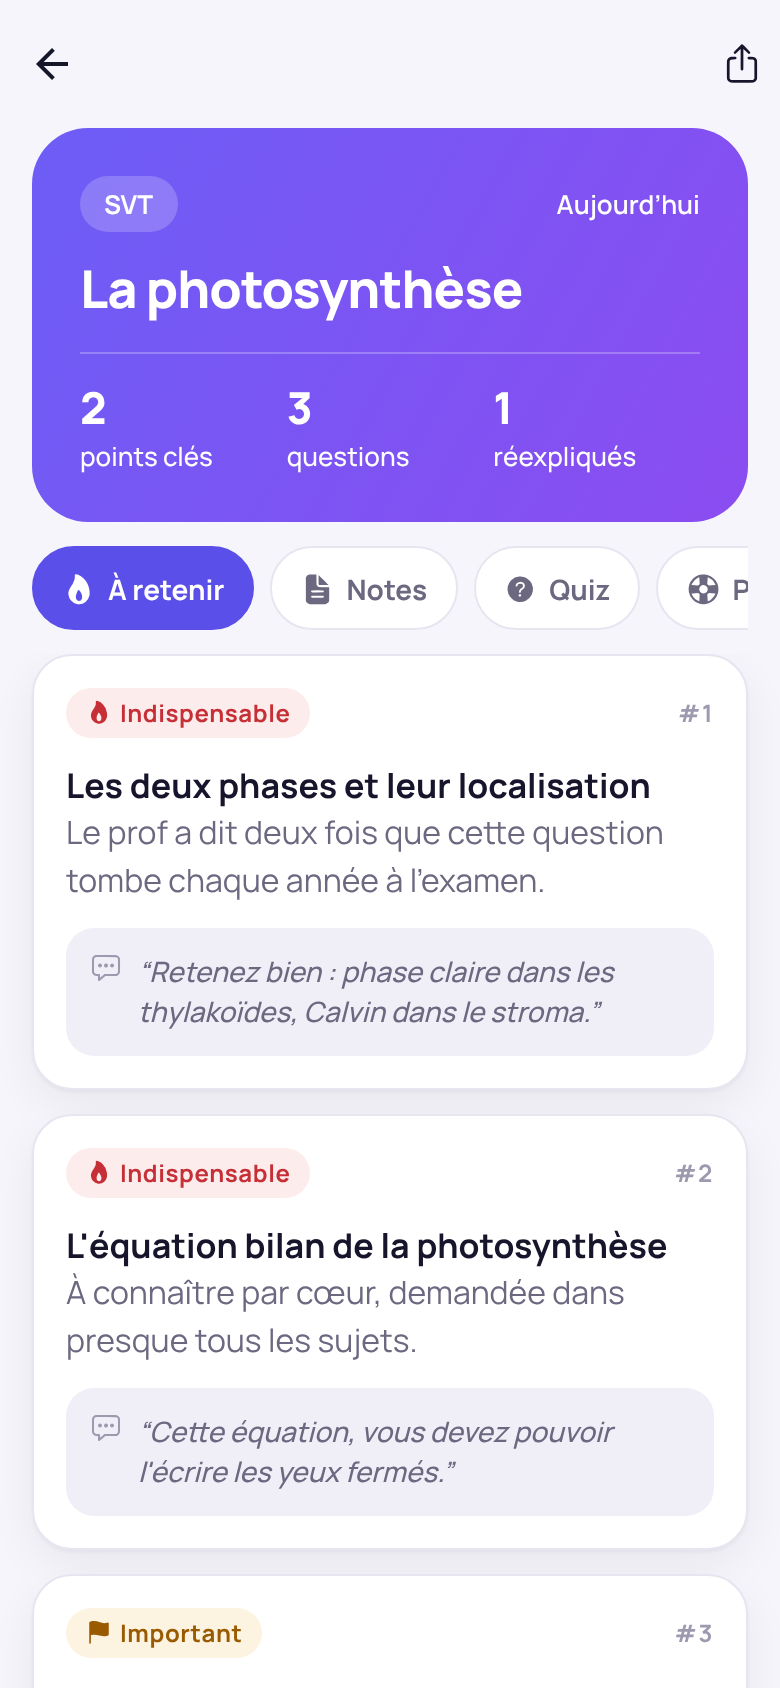 SVT
Aujourd’hui
La photosynthèse
2
3
1
points clés
questions
réexpliqués
À retenir
Notes
Quiz
P
Indispensable
#1
Les deux phases et leur localisation
Le prof a dit deux fois que cette question
tombe chaque année à l’examen.
“Retenez bien : phase claire dans les
thylakoïdes, Calvin dans le stroma.”
Indispensable
#2
L'équation bilan de la photosynthèse
À connaître par cœur, demandée dans
presque tous les sujets.
“Cette équation, vous devez pouvoir
l'écrire les yeux fermés.”
Important
#3